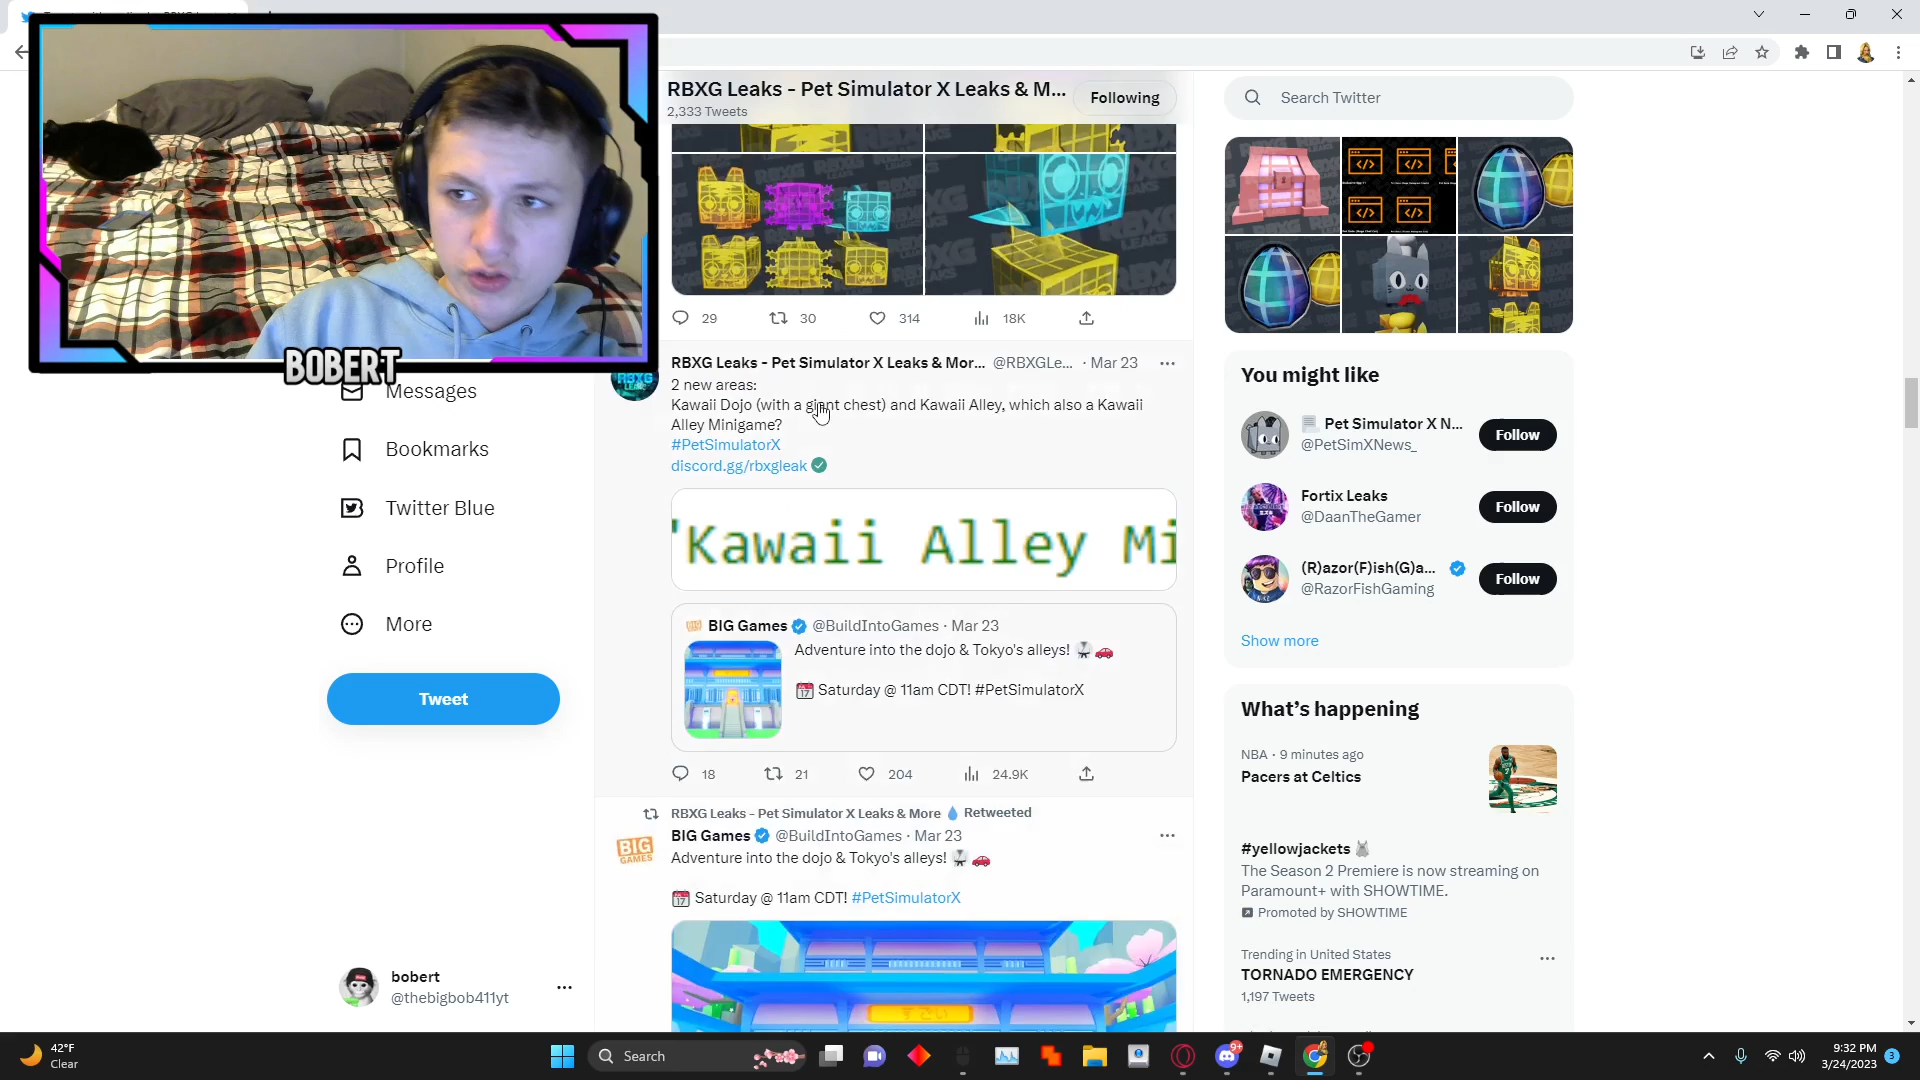 RBXG Leaks - Pet Simulator X Leaks & M...
2,333 Tweets
Following
Search Twitter
29 30 314 18K
BOBERT
Messages
Bookmarks
Twitter Blue
Profile
More
Tweet
bobert
@thebigbob411yt
RBXG Leaks - Pet Simulator X Leaks & Mor... @RBXGLe... · Mar 23
2 new areas:
Kawaii Dojo (with a giant chest) and Kawaii Alley, which also a Kawaii
Alley Minigame?
#PetSimulatorX
discord.gg/rbxgleak
"Kawaii Alley Mi
BIG Games @BuildIntoGames · Mar 23
Adventure into the dojo & Tokyo's alleys!
Saturday @ 11am CDT! #PetSimulatorX
18 21 204 24.9K
RBXG Leaks - Pet Simulator X Leaks & More Retweeted
BIG GAMES
BIG Games @BuildIntoGames · Mar 23
Adventure into the dojo & Tokyo's alleys!
Saturday @ 11am CDT! #PetSimulatorX
すごい
You might like
Pet Simulator X N...
@PetSimXNews_
Follow
Fortix Leaks
@DaanTheGamer
Follow
(R)azor(F)ish(G)a...
@RazorFishGaming
Follow
Show more
What's happening
NBA · 9 minutes ago
Pacers at Celtics
#yellowjackets
The Season 2 Premiere is now streaming on
Paramount+ with SHOWTIME.
Promoted by SHOWTIME
Trending in United States
TORNADO EMERGENCY
1,197 Tweets
42°F
Clear
Search
9+
9:32 PM
3/24/2023
3